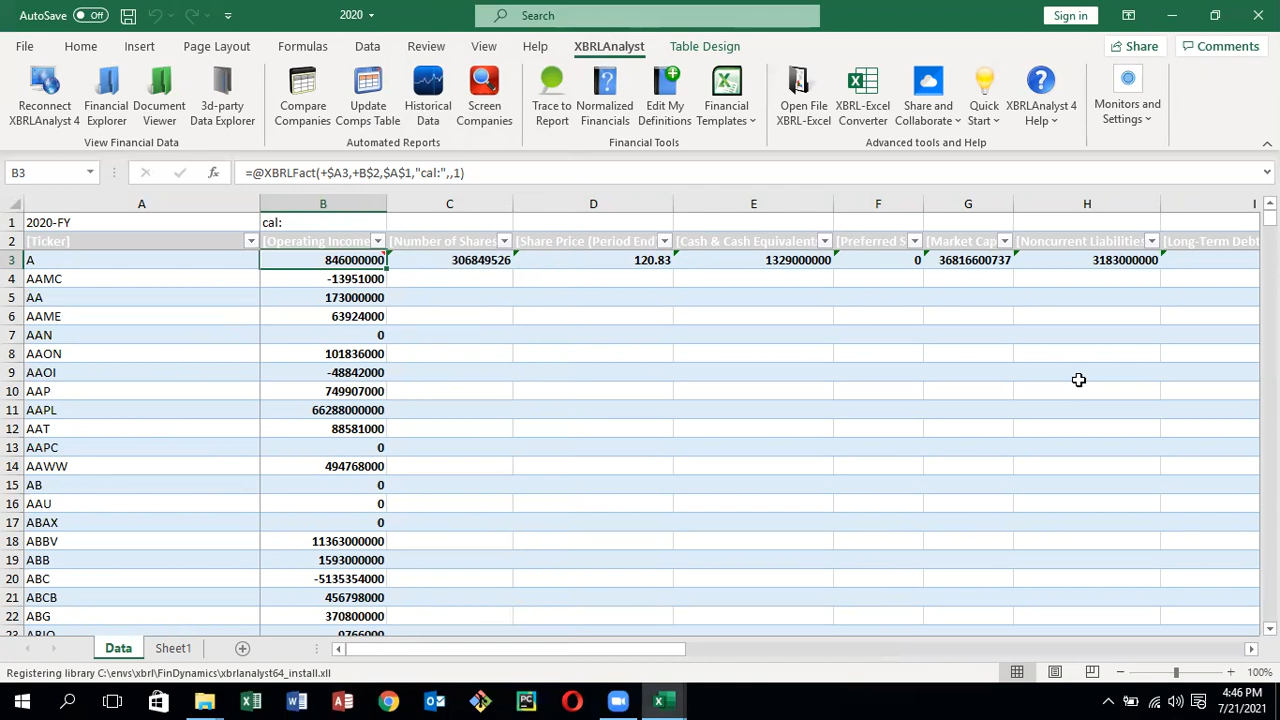 AutoSave Off 2020 Search Sign in
File Home Insert Page Layout Formulas Data Review View Help XBRLAnalyst Table Design Share Comments
Reconnect XBRLAnalyst 4
Financial Explorer
Document Viewer
3d-party Data Explorer
Compare Companies
Update Comps Table
Historical Data
Screen Companies
Trace to Report
Normalized Financials
Edit My Definitions
Financial Templates
Open File XBRL-Excel
XBRL-Excel Converter
Share and Collaborate
Quick Start
XBRLAnalyst 4 Help
Monitors and Settings
View Financial Data Automated Reports Financial Tools Advanced tools and Help
B3 fx =@XBRLFact(+$A3,+B$2,$A$1,"cal:",,1)
A B C D E F G H I
1 2020-FY cal:
2 [Ticker] [Operating Income [Number of Shares [Share Price (Period End [Cash & Cash Equivalent [Preferred S [Market Cap [Noncurrent Liabilities [Long-Term Debt
3 A 846000000 306849526 120.83 1329000000 0 36816600737 3183000000
4 AAMC -13951000
5 AA 173000000
6 AAME 63924000
7 AAN 0
8 AAON 101836000
9 AAOI -48842000
10 AAP 749907000
11 AAPL 66288000000
12 AAT 88581000
13 AAPC 0
14 AAWW 494768000
15 AB 0
16 AAU 0
17 ABAX 0
18 ABBV 11363000000
19 ABB 1593000000
20 ABC -5135354000
21 ABCB 456798000
22 ABG 370800000
23 ABIO 9766000
Data Sheet1
Registering library C:\envs\xbrl\FinDynamics\xbrlanalyst64_install.xll 100%
4:46 PM
7/21/2021